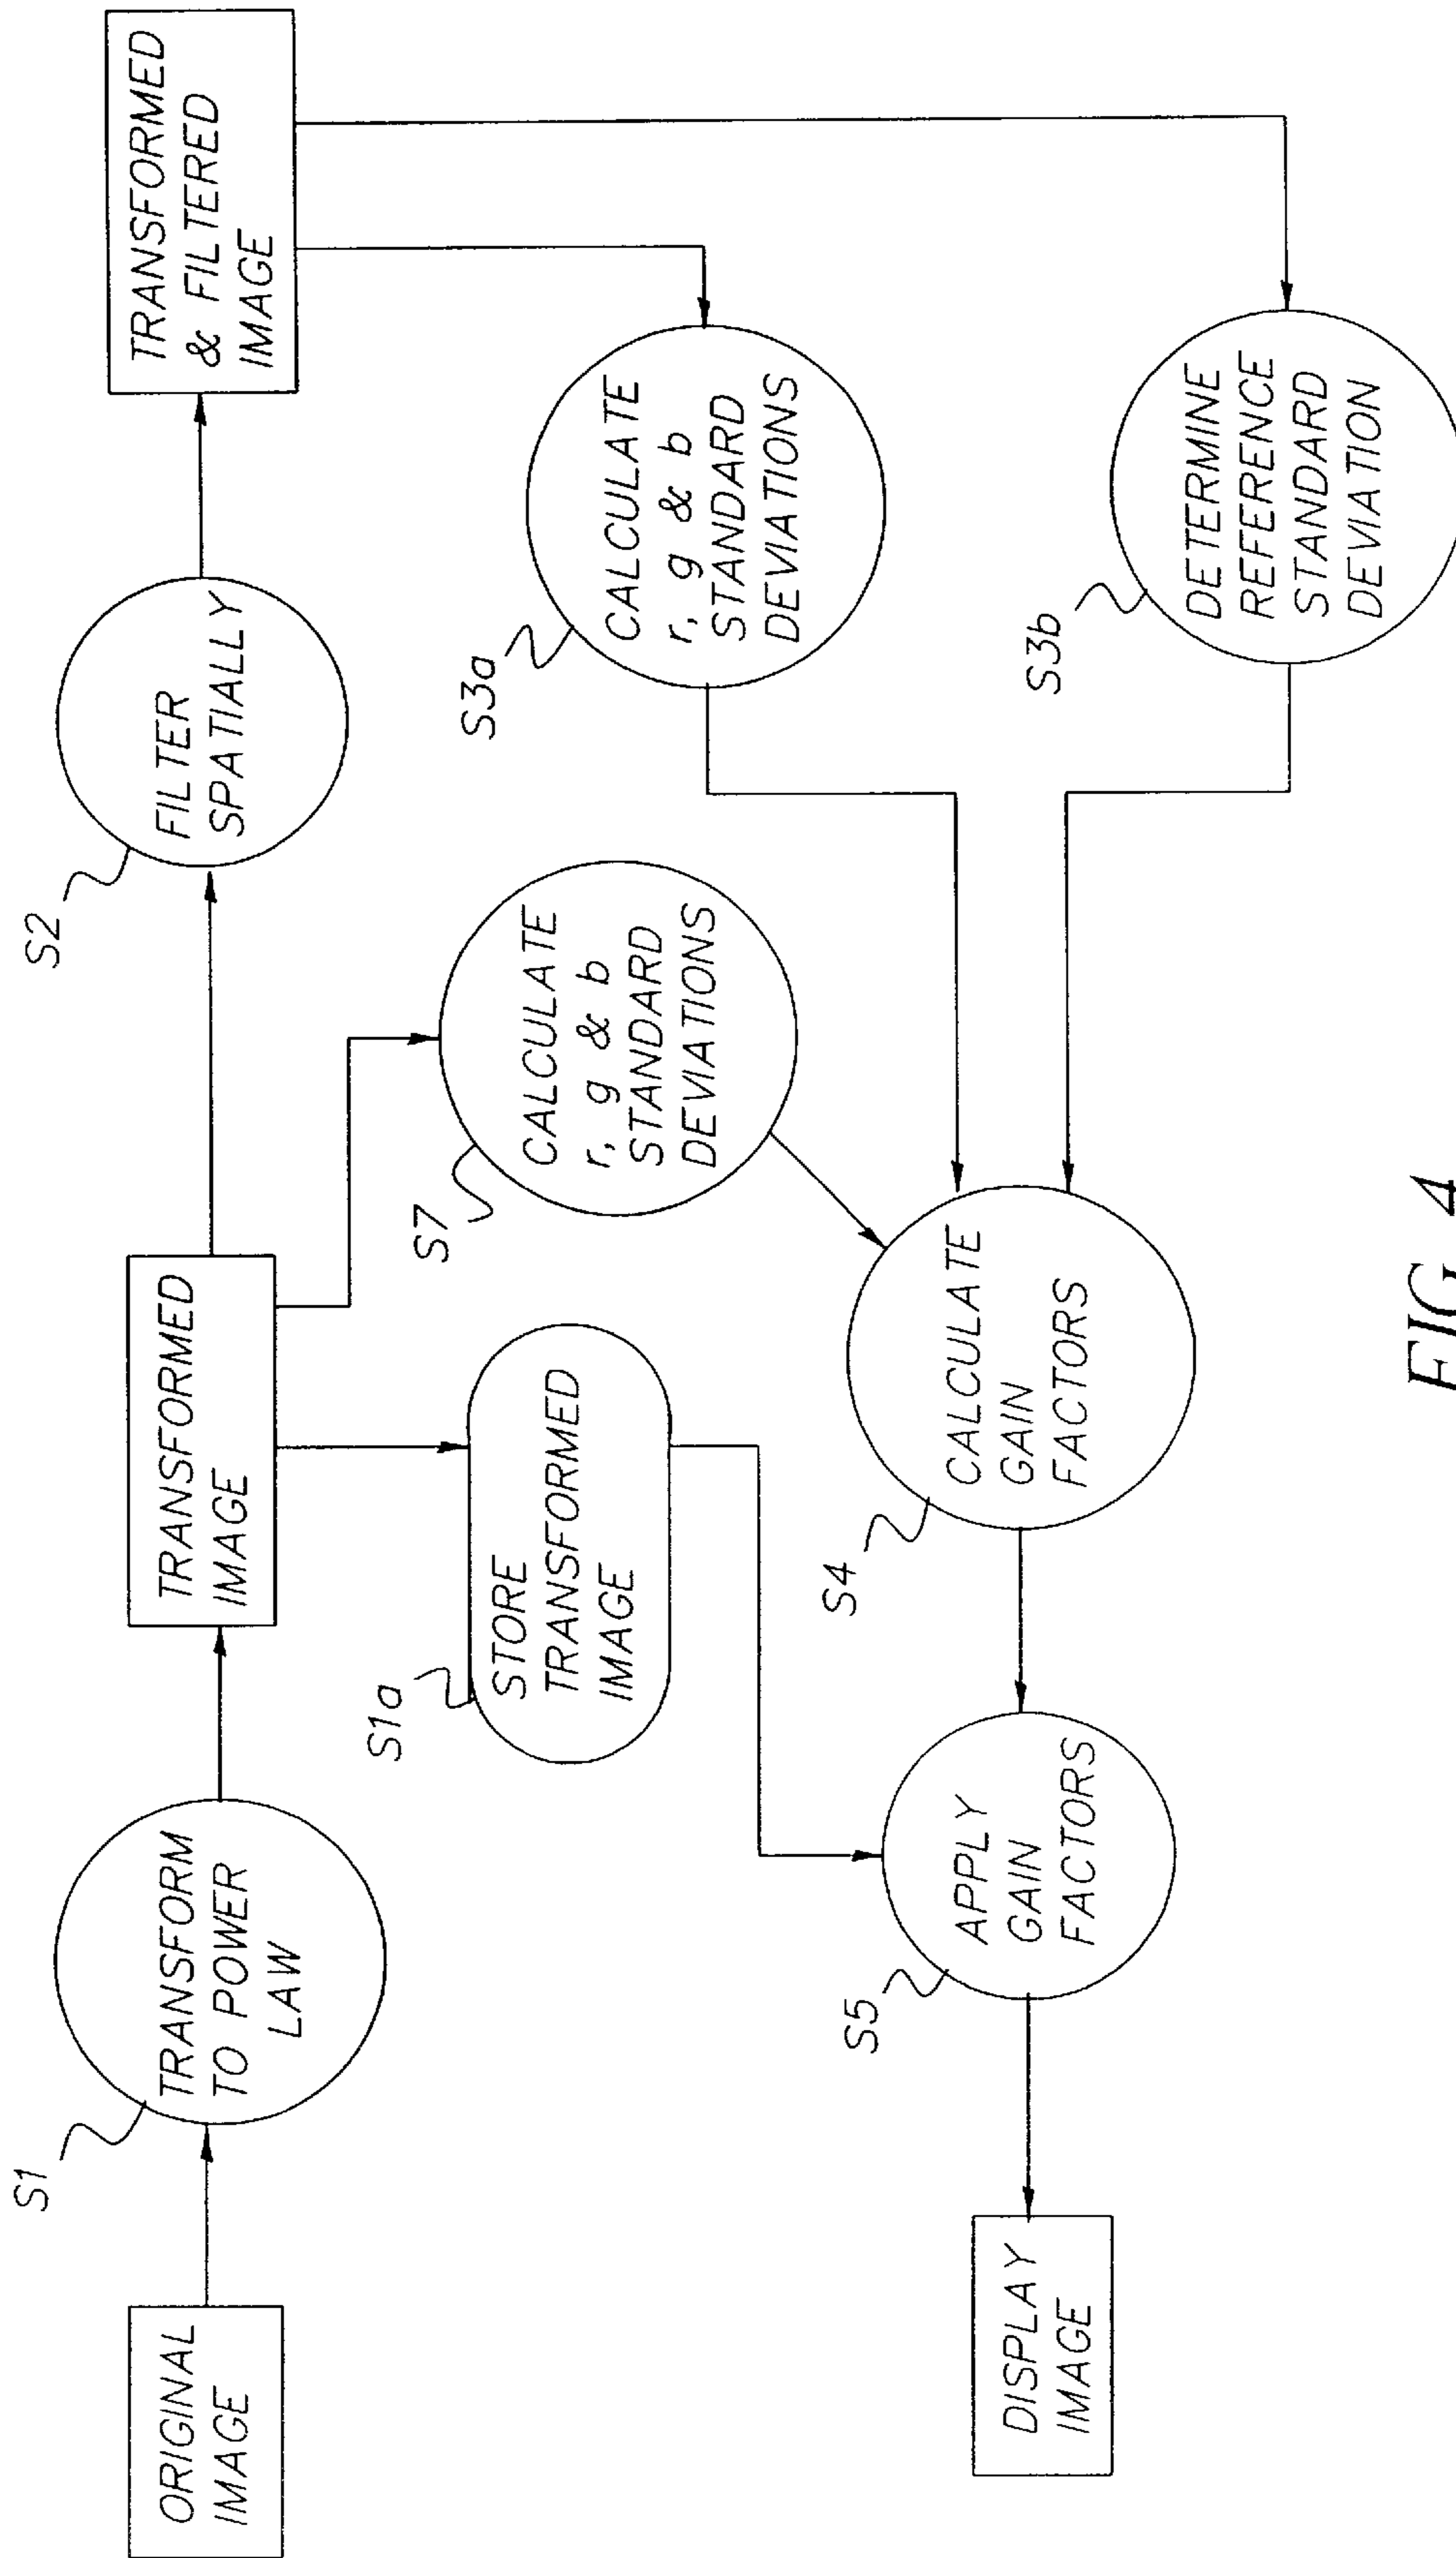 ORIGINAL
IMAGE
S1
TRANSFORM
TO POWER
LAW
TRANSFORMED
IMAGE
S2
FILTER
SPATIALLY
TRANSFORMED
& FILTERED
IMAGE
S1a
STORE
TRANSFORMED
IMAGE
S7
CALCULATE
r, g & b
STANDARD
DEVIATIONS
S3a
CALCULATE
r, g & b
STANDARD
DEVIATIONS
S3b
DETERMINE
REFERENCE
STANDARD
DEVIATION
S4
CALCULATE
GAIN
FACTORS
S5
APPLY
GAIN
FACTORS
DISPLAY
IMAGE
FIG. 4